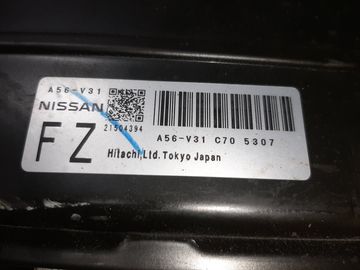 A56-V31
NISSAN
21504394
A56-V31 C70 5307
FZ
Hitachi,Ltd.Tokyo Japan